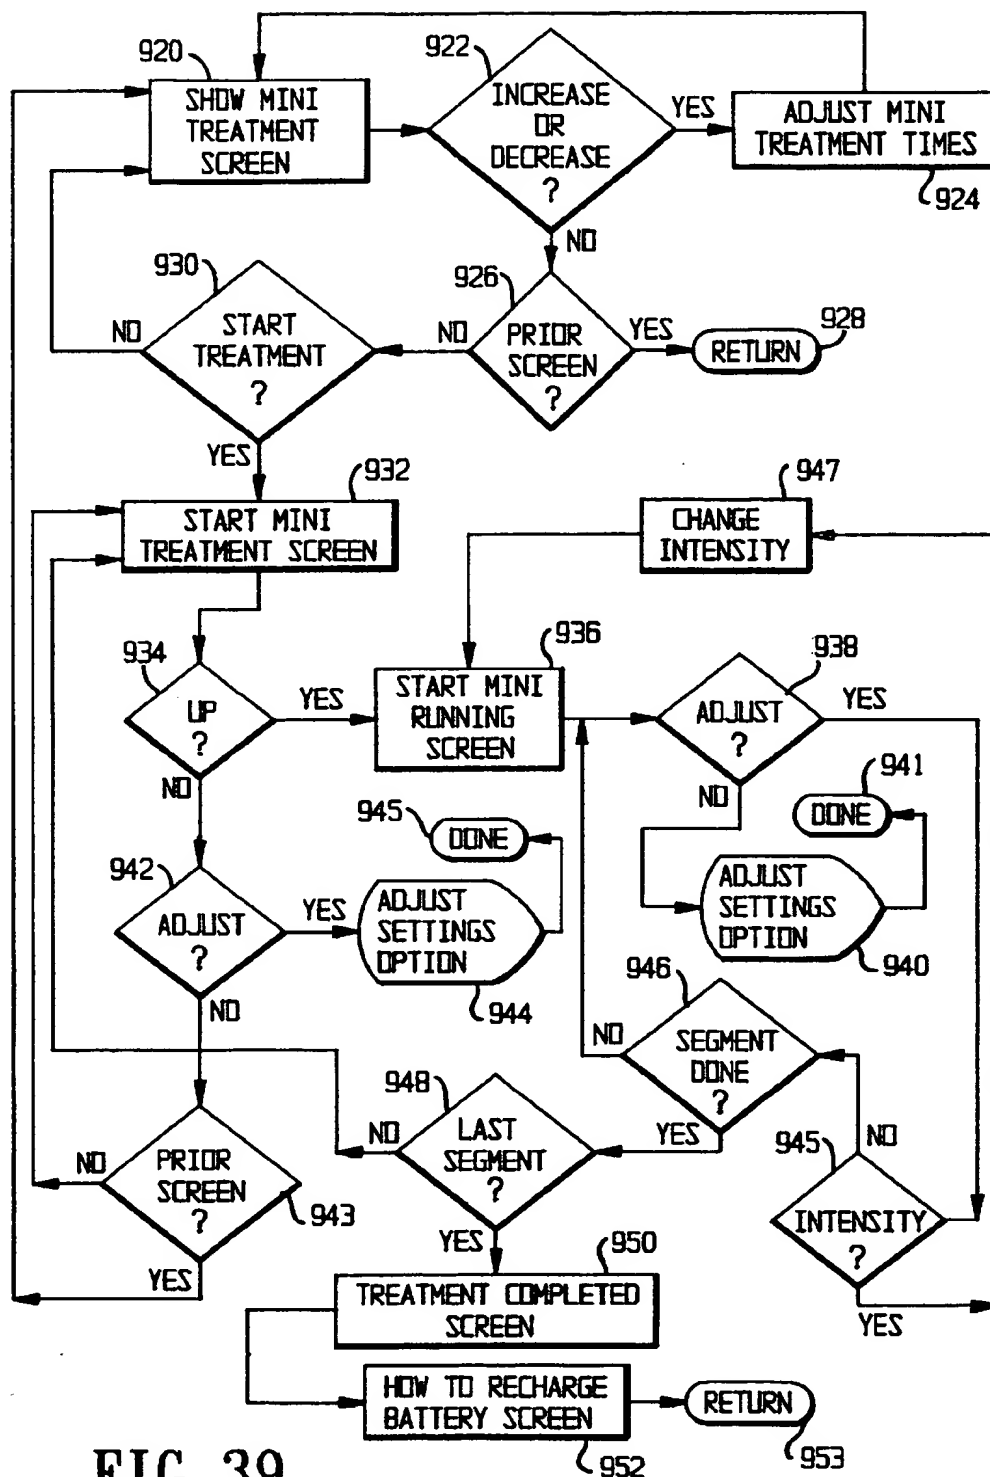 920
SHOW MINI
TREATMENT
SCREEN
922
INCREASE
OR
DECREASE
?
YES
ADJUST MINI
TREATMENT TIMES
924
NO
930
START
TREATMENT
?
NO
926
PRIOR
SCREEN
?
NO
YES
RETURN
928
YES
932
START MINI
TREATMENT SCREEN
947
CHANGE
INTENSITY
934
UP
?
YES
936
START MINI
RUNNING
SCREEN
938
ADJUST
?
YES
NO
NO
941
DONE
945
DONE
942
ADJUST
?
YES
ADJUST
SETTINGS
OPTION
944
ADJUST
SETTINGS
OPTION
940
NO
946
SEGMENT
DONE
?
NO
YES
948
LAST
SEGMENT
?
NO
PRIOR
SCREEN
?
NO
943
YES
NO
945
INTENSITY
?
YES
YES
950
TREATMENT COMPLETED
SCREEN
HOW TO RECHARGE
BATTERY SCREEN
952
RETURN
953
FIG. 39